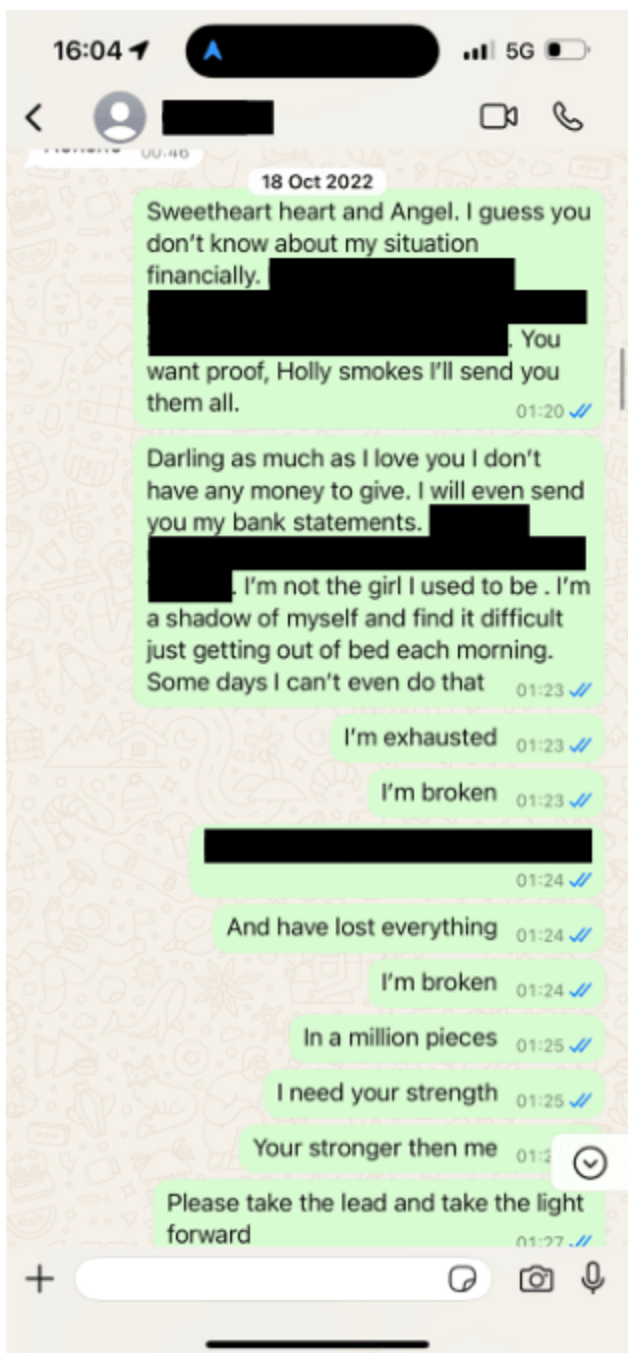 16:04
5G
00:46
18 Oct 2022
Sweetheart heart and Angel. I guess you
don't know about my situation
financially.
. You
want proof, Holly smokes I'll send you
them all.
01:20
Darling as much as I love you I don't
have any money to give. I will even send
you my bank statements.
. I'm not the girl I used to be . I'm
a shadow of myself and find it difficult
just getting out of bed each morning.
Some days I can't even do that 01:23
I'm exhausted 01:23
I'm broken 01:23
01:24
And have lost everything 01:24
I'm broken 01:24
In a million pieces 01:25
I need your strength 01:25
Your stronger then me
Please take the lead and take the light
forward 01:27